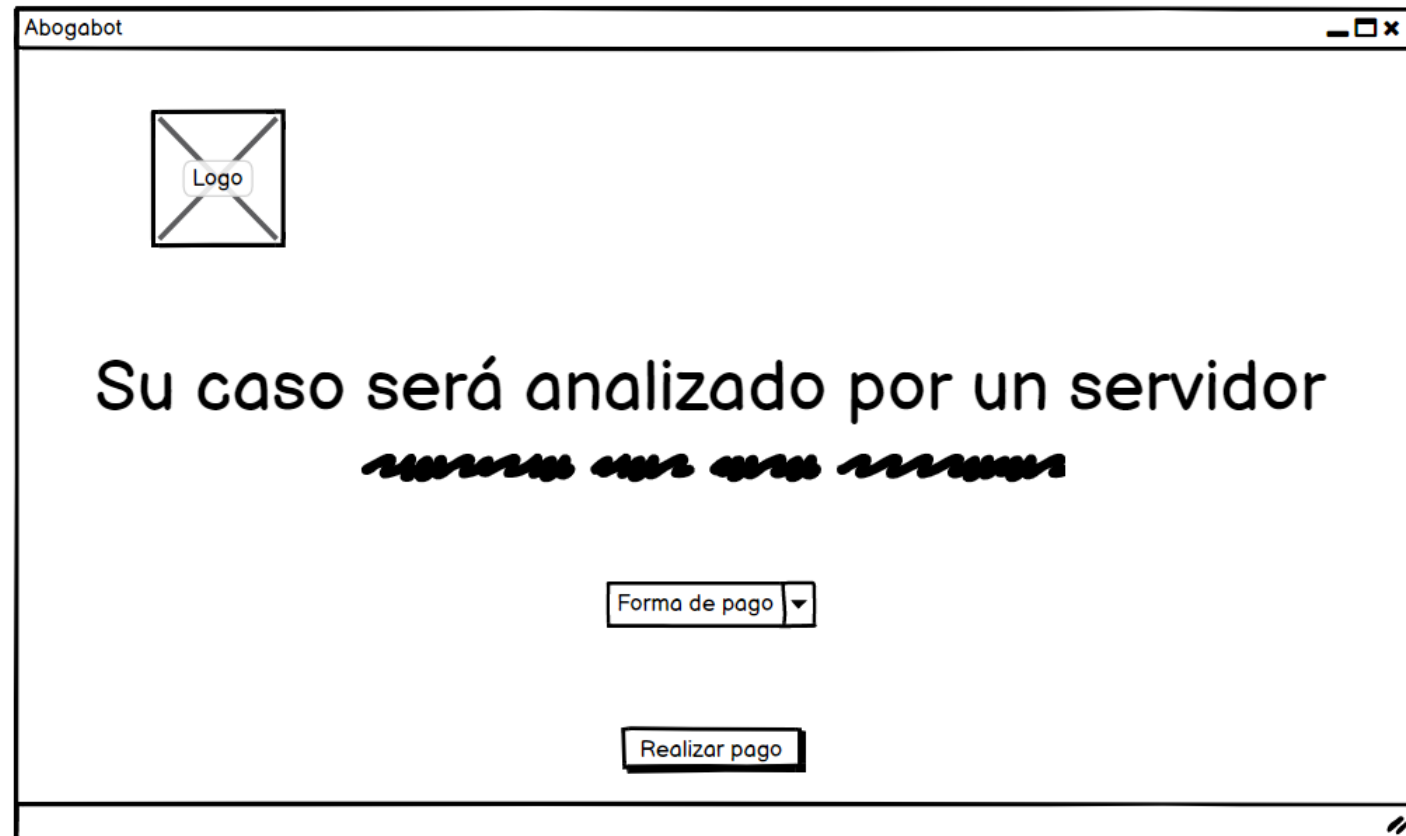 Abogabot
Logo
Su caso será analizado por un servidor
Forma de pago
Realizar pago